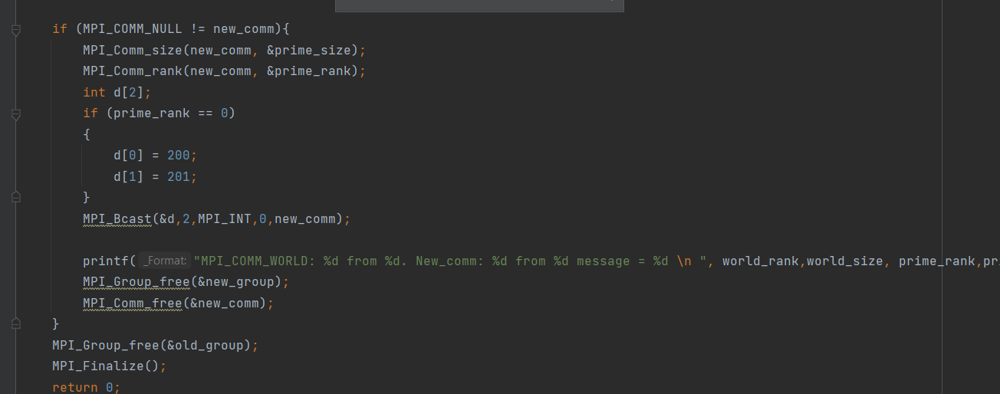 if (MPI_COMM_NULL != new_comm){
MPI_Comm_size(new_comm, &prime_size);
MPI_Comm_rank(new_comm, &prime_rank);
int d[2];
if (prime_rank == 0)
{
d[0] = 200;
d[1] = 201;
}
MPI_Bcast(&d,2,MPI_INT,0,new_comm);
printf( _Format: "MPI_COMM_WORLD: %d from %d. New_comm: %d from %d message = %d \n ", world_rank,world_size, prime_rank,pri
MPI_Group_free(&new_group);
MPI_Comm_free(&new_comm);
}
MPI_Group_free(&old_group);
MPI_Finalize();
return 0;